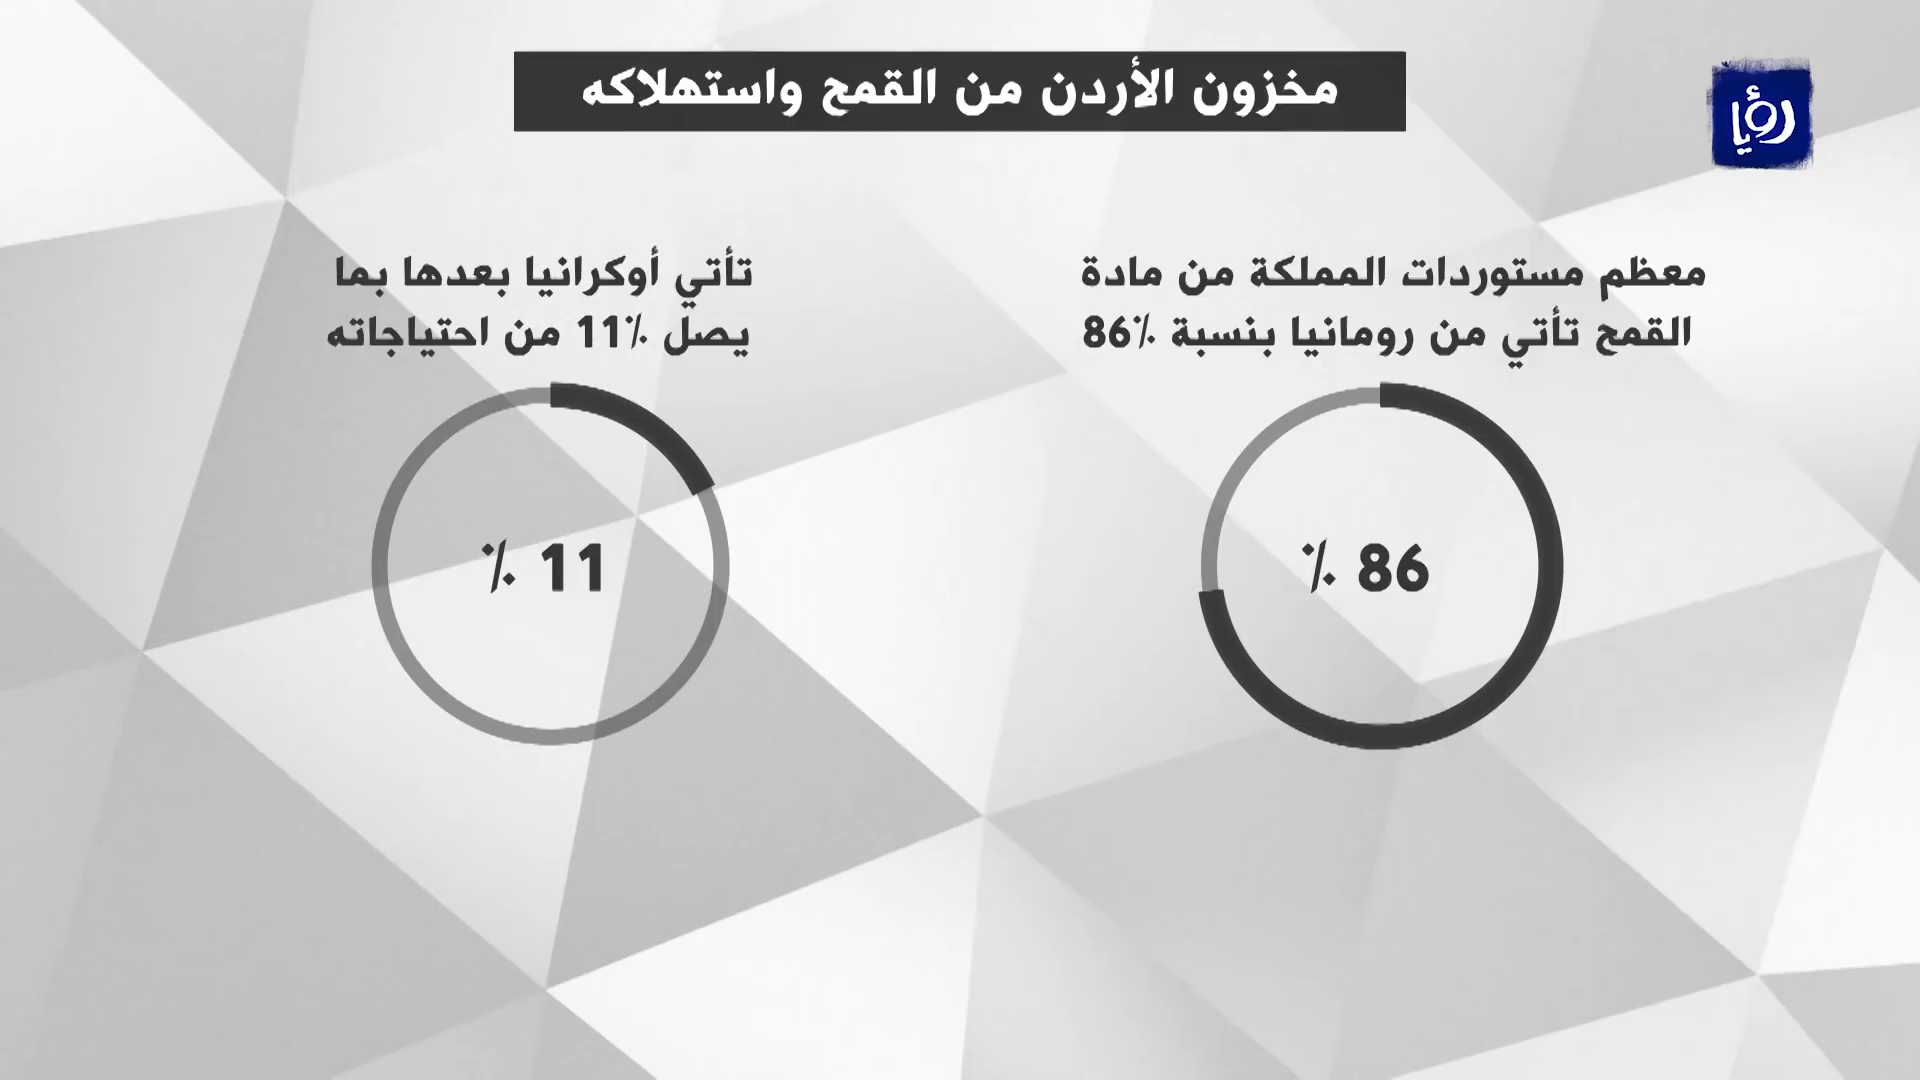 مخزون الأردن من القمح واستهلاكه
رؤيا
معظم مستوردات المملكة من مادة
القمح تأتي من رومانيا بنسبة 86٪
86 ٪
تأتي أوكرانيا بعدها بما
يصل 11٪ من احتياجاته
11 ٪